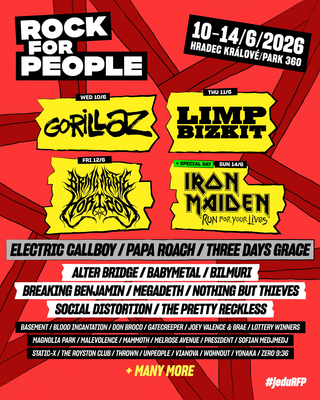 ROCK
FOR
PEOPLE
10-14/6/2026
HRADEC KRÁLOVÉ/PARK 360
WED 10/6
GORILLAZ
THU 11/6
LIMP
BIZKIT
FRI 12/6
BRING ME THE
HORIZON
+ SPECIAL DAY SUN 14/6
IRON
MAIDEN
RUN FOR YOUR LIVES
ELECTRIC CALLBOY / PAPA ROACH / THREE DAYS GRACE
ALTER BRIDGE / BABYMETAL / BILMURI
BREAKING BENJAMIN / MEGADETH / NOTHING BUT THIEVES
SOCIAL DISTORTION / THE PRETTY RECKLESS
BASEMENT / BLOOD INCANTATION / DON BROCO / GATECREEPER / JOEY VALENCE & BRAE / LOTTERY WINNERS
MAGNOLIA PARK / MALEVOLENCE / MAMMOTH / MELROSE AVENUE / PRESIDENT / SOFIAN MEDJMEDJ
STATIC-X / THE ROYSTON CLUB / THROWN / UNPEOPLE / VIANOVA / WOHNOUT / YONAKA / ZERO 9:36
+ MANY MORE
#jeduRFP